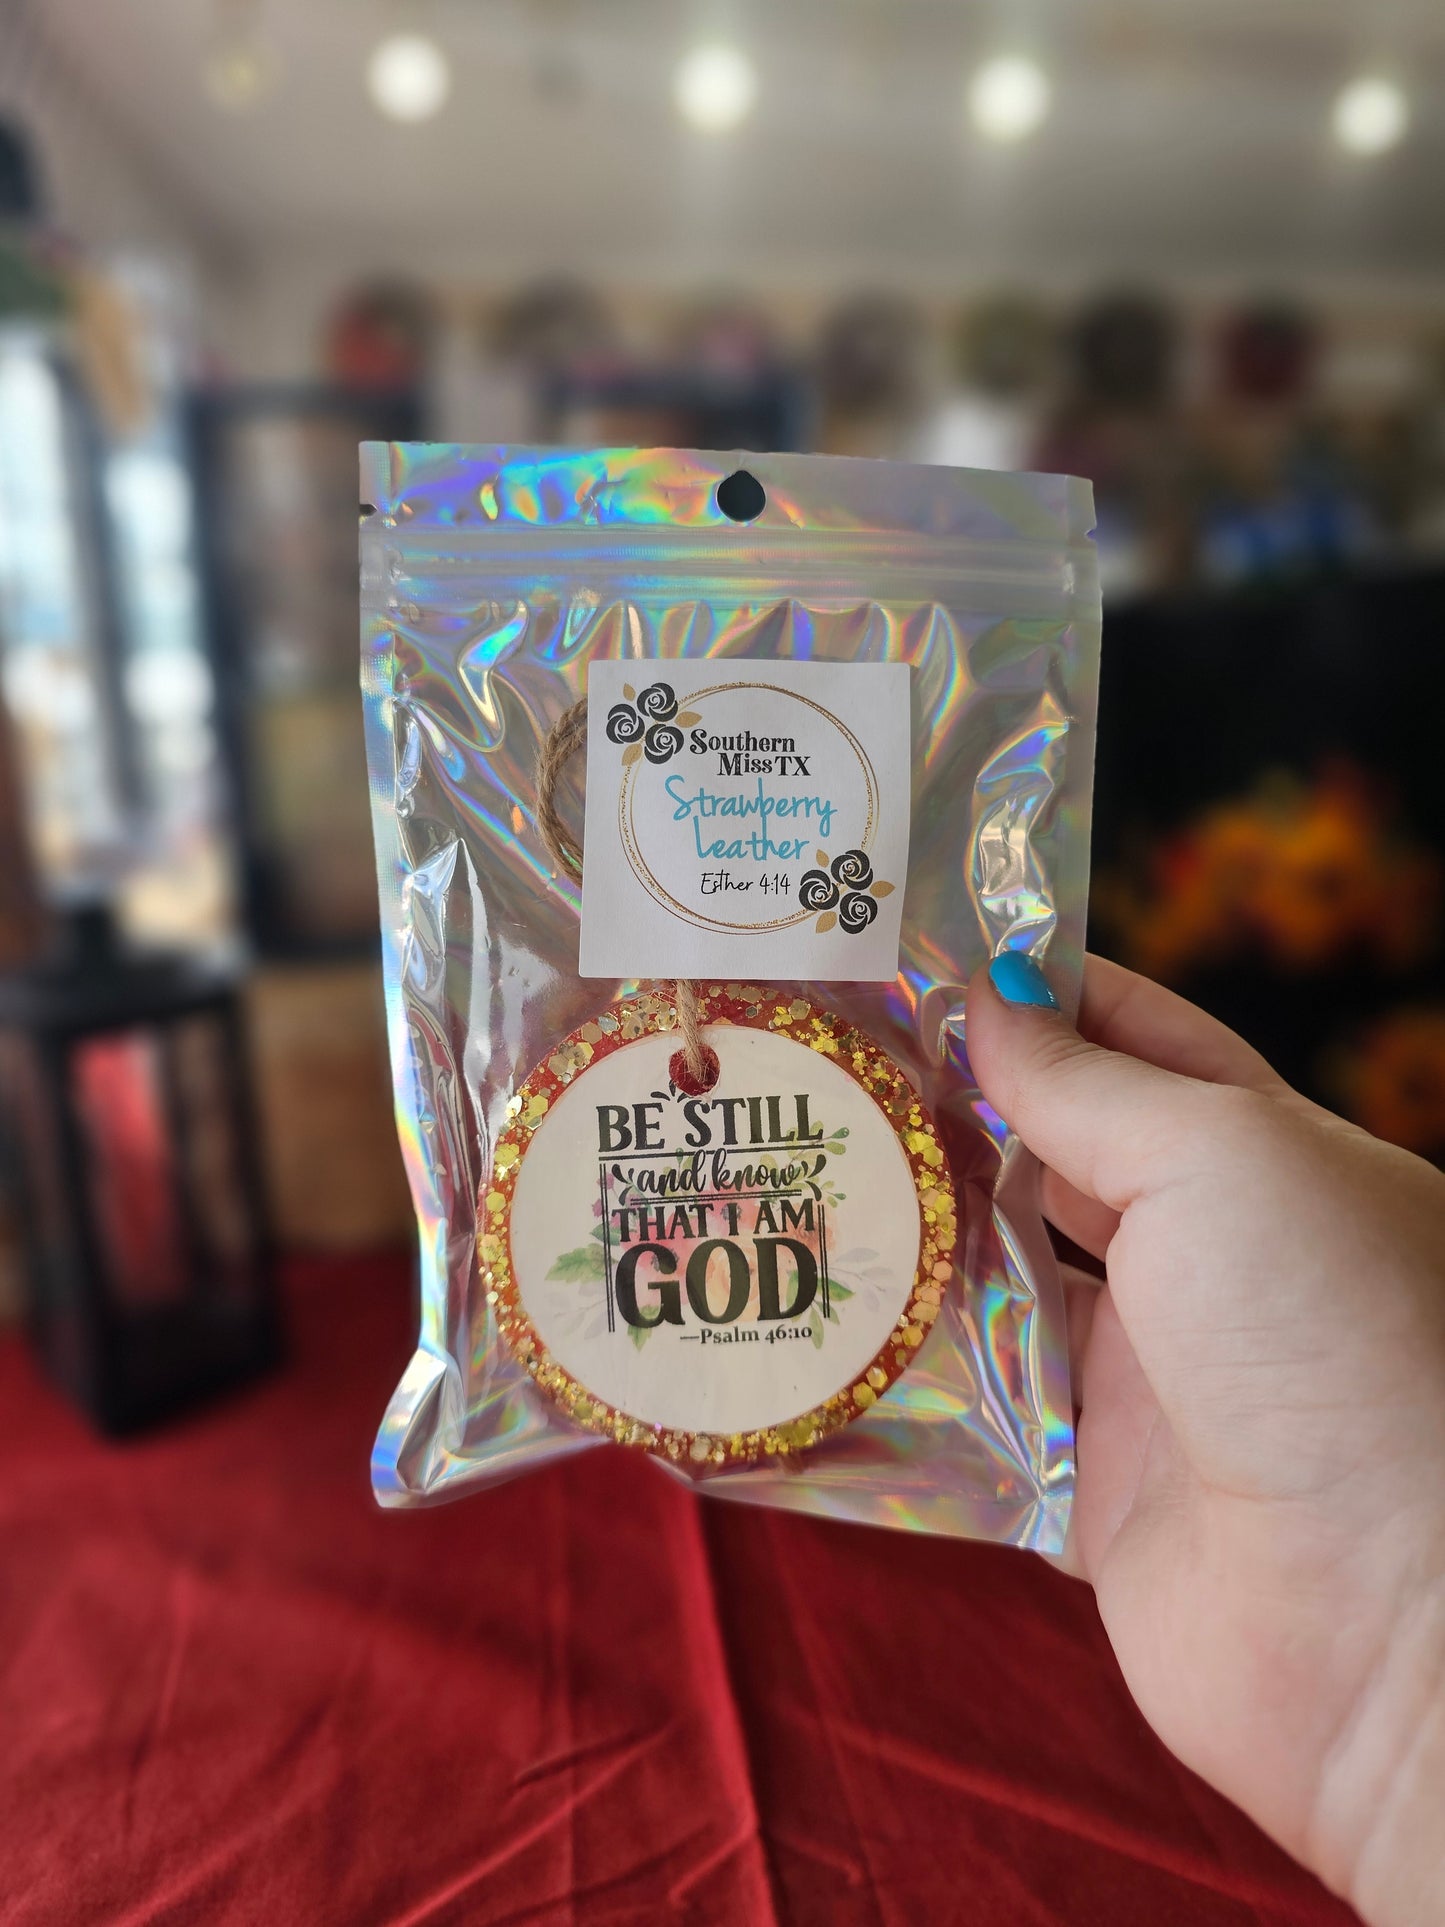 Southern
Miss TX
Strawberry
Leather
Esther 4:14
BE STILL
and know
THAT I AM
GOD
—Psalm 46:10